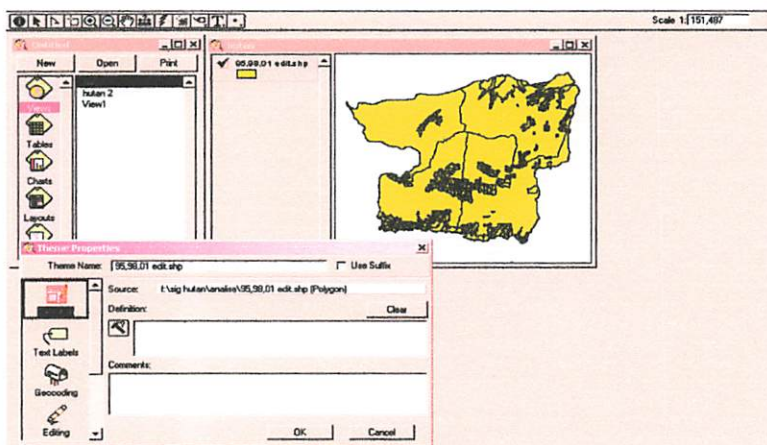 Scale 1: 151,487
Untitled
New Open Print
Views
Tables
Charts
Layouts
hutan 2
View1
95,98,01 edit.shp
Theme Properties
Theme Name: 95,98,01 edit.shp
Use Suffix
Source: f:\sig hutan\analisa\95,98,01 edit.shp (Polygon)
Definition:
Clear
Text Labels
Geocoding
Editing
Comments:
OK Cancel